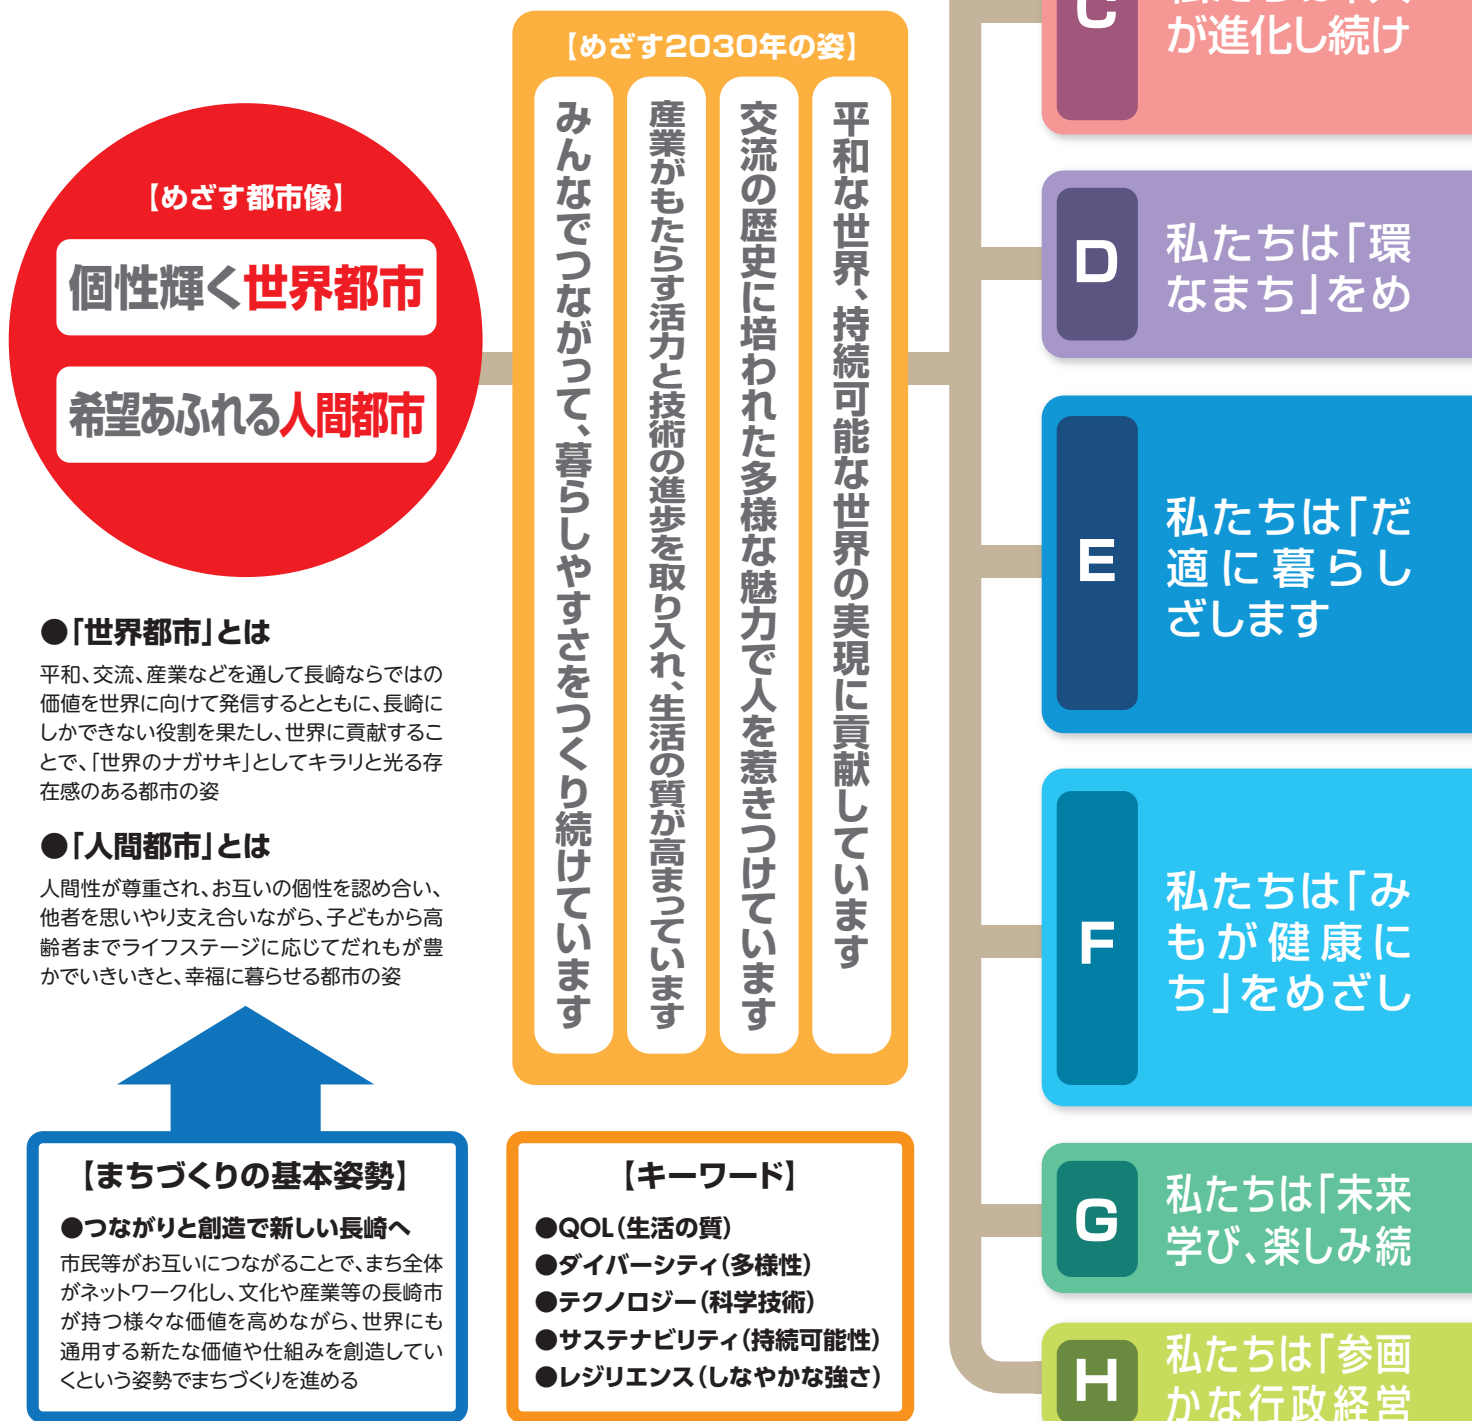 【めざす都市像】
個性輝く世界都市
希望あふれる人間都市
●「世界都市」とは
平和、交流、産業などを通して長崎ならではの
価値を世界に向けて発信するとともに、長崎に
しかできない役割を果たし、世界に貢献するこ
とで、「世界のナガサキ」としてキラリと光る存
在感のある都市の姿
●「人間都市」とは
人間性が尊重され、お互いの個性を認め合い、
他者を思いやり支え合いながら、子どもから高
齢者までライフステージに応じてだれもが豊
かでいきいきと、幸福に暮らせる都市の姿
【まちづくりの基本姿勢】
●つながりと創造で新しい長崎へ
市民等がお互いにつながることで、まち全体
がネットワーク化し、文化や産業等の長崎市
が持つ様々な価値を高めながら、世界にも
通用する新たな価値や仕組みを創造してい
くという姿勢でまちづくりを進める
【めざす2030年の姿】
平和な世界、持続可能な世界の実現に貢献しています
交流の歴史に培われた多様な魅力で人を惹きつけています
産業がもたらす活力と技術の進歩を取り入れ、生活の質が高まっています
みんなでつながって、暮らしやすさをつくり続けています
【キーワード】
●QOL（生活の質）
●ダイバーシティ（多様性）
●テクノロジー（科学技術）
●サステナビリティ（持続可能性）
●レジリエンス（しなやかな強さ）
C
が進化し続け
D
私たちは「環
なまち」をめ
E
私たちは「だ
適に暮らし
ざします
F
私たちは「み
もが健康に
ち」をめざし
G
私たちは「未来
学び、楽しみ続
H
私たちは「参画
かな行政経営